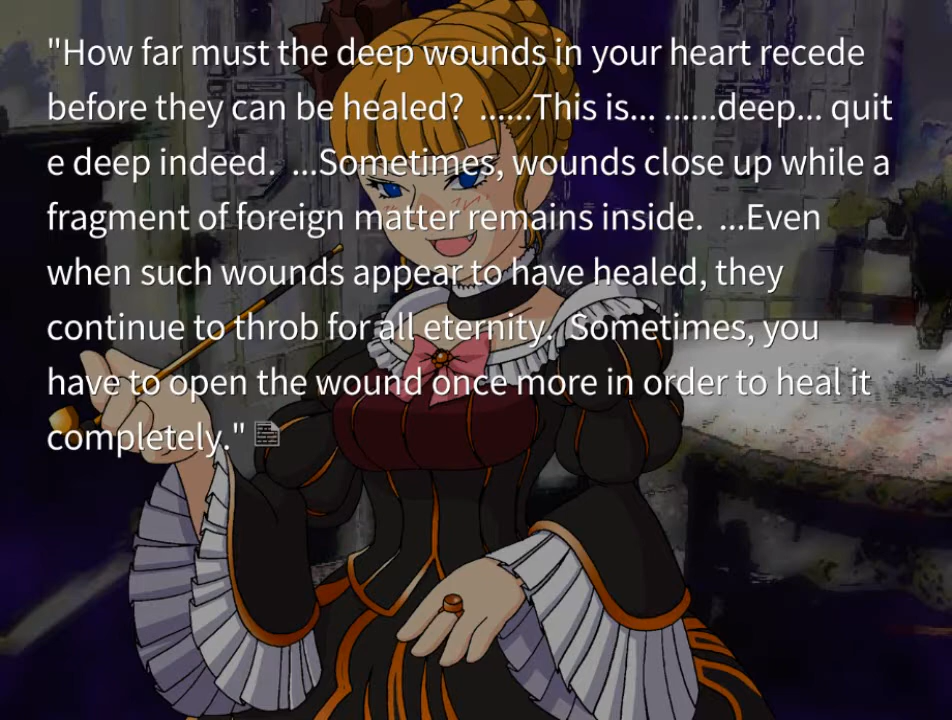 "How far must the deep wounds in your heart recede
before they can be healed?  ......This is... ......deep... quit
e deep indeed.  ...Sometimes, wounds close up while a
fragment of foreign matter remains inside.  ...Even
when such wounds appear to have healed, they
continue to throb for all eternity.  Sometimes, you
have to open the wound once more in order to heal it
completely."